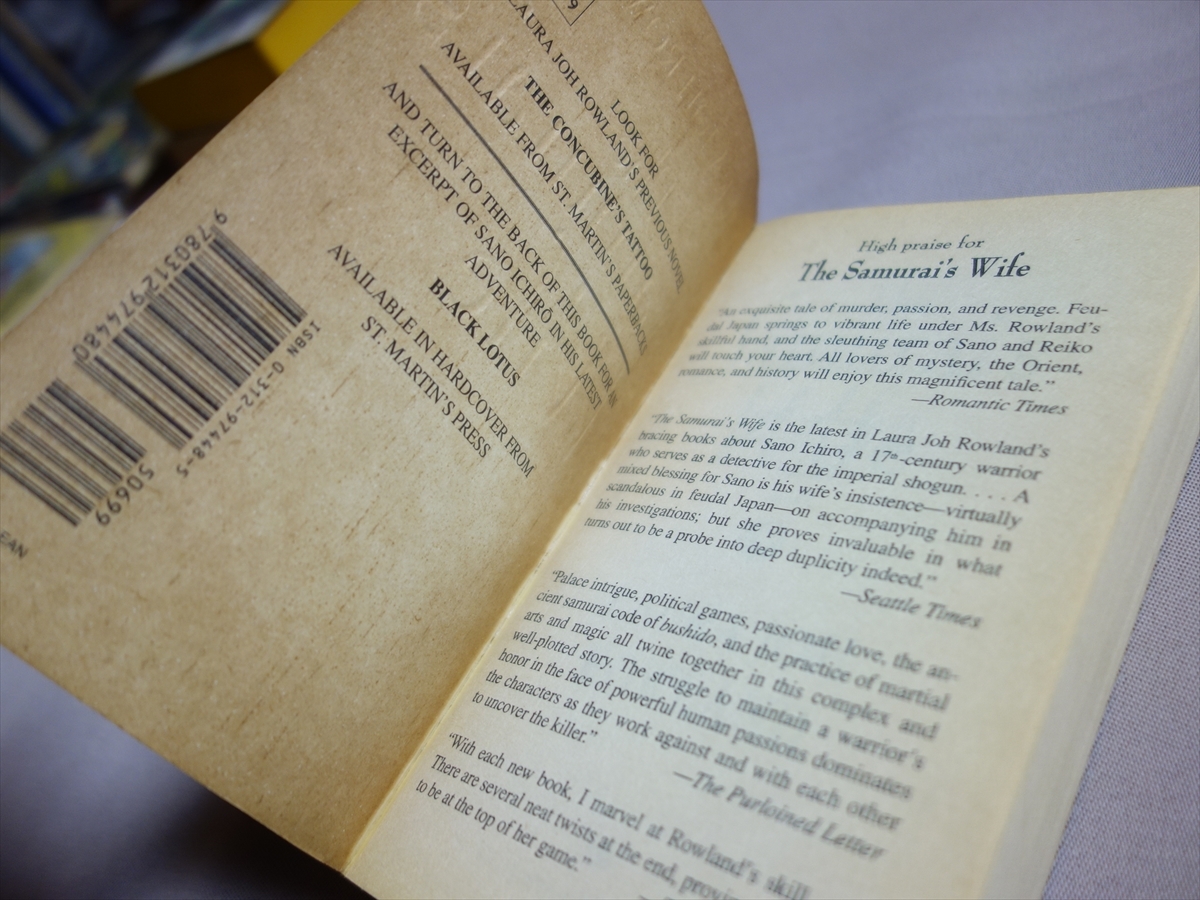 9
LOOK FOR
LAURA JOH ROWLAND'S PREVIOUS NOVEL
THE CONCUBINE'S TATTOO
AVAILABLE FROM ST. MARTIN'S PAPERBACKS
AND TURN TO THE BACK OF THIS BOOK FOR AN
EXCERPT OF SANO ICHIRŌ IN HIS LATEST
ADVENTURE
BLACK LOTUS
AVAILABLE IN HARDCOVER FROM
ST. MARTIN'S PRESS
9 780312 974480
ISBN 0-312-97448-5
50699
EAN
High praise for
The Samurai's Wife
"An exquisite tale of murder, passion, and revenge. Feu-
dal Japan springs to vibrant life under Ms. Rowland's
skillful hand, and the sleuthing team of Sano and Reiko
will touch your heart. All lovers of mystery, the Orient,
romance, and history will enjoy this magnificent tale."
—Romantic Times
"The Samurai's Wife is the latest in Laura Joh Rowland's
bracing books about Sano Ichiro, a 17th-century warrior
who serves as a detective for the imperial shogun. . . . A
mixed blessing for Sano is his wife's insistence—virtually
scandalous in feudal Japan—on accompanying him in
his investigations; but she proves invaluable in what
turns out to be a probe into deep duplicity indeed."
—Seattle Times
"Palace intrigue, political games, passionate love, the an-
cient samurai code of bushido, and the practice of martial
arts and magic all twine together in this complex and
well-plotted story. The struggle to maintain a warrior's
honor in the face of powerful human passions dominates
the characters as they work against and with each other
to uncover the killer."
—The Purloined Letter
"With each new book, I marvel at Rowland's skill
There are several neat twists at the end, provin
to be at the top of her game."